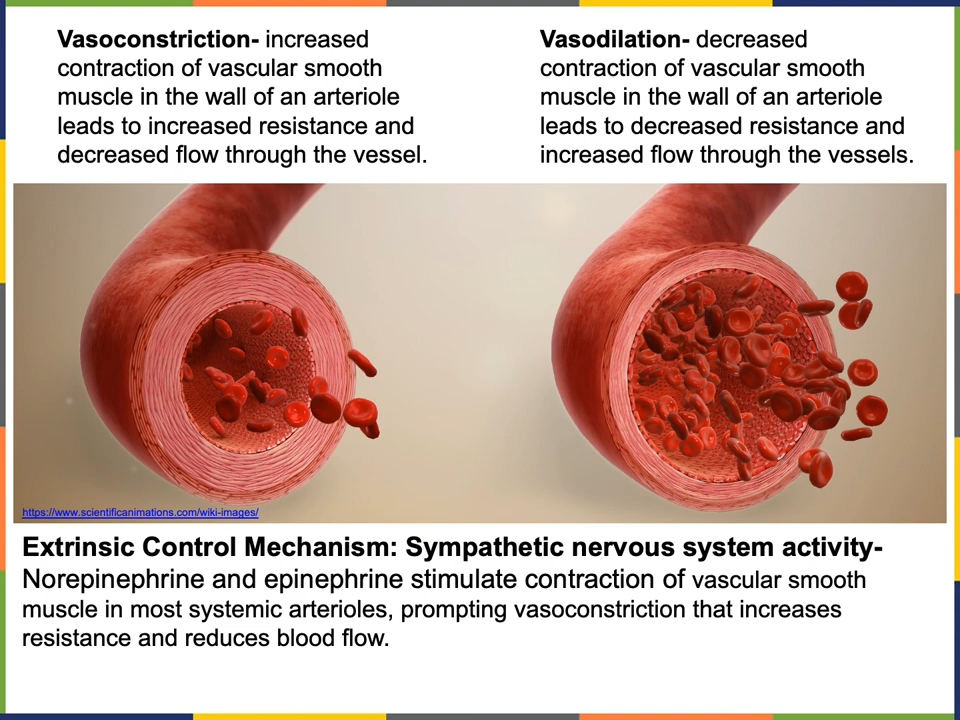 Vasoconstriction- increased
contraction of vascular smooth
muscle in the wall of an arteriole
leads to increased resistance and
decreased flow through the vessel.
Vasodilation- decreased
contraction of vascular smooth
muscle in the wall of an arteriole
leads to decreased resistance and
increased flow through the vessels.
https://www.scientificanimations.com/wiki-images/
Extrinsic Control Mechanism: Sympathetic nervous system activity-
Norepinephrine and epinephrine stimulate contraction of vascular smooth
muscle in most systemic arterioles, prompting vasoconstriction that increases
resistance and reduces blood flow.